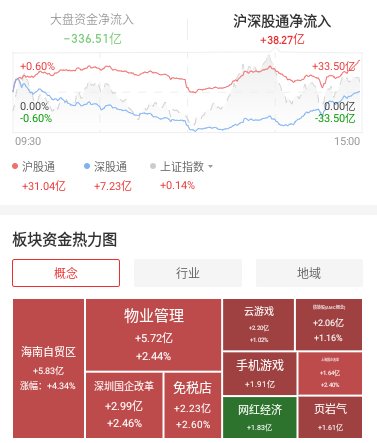 大盘资金净流入
沪深股通净流入
-336.51亿
+38.27亿
+0.60%
+33.50亿
0.00%
0.00亿
-0.60%
-33.50亿
09:30
15:00
沪股通
深股通
上证指数
+31.04亿
+7.23亿
+0.14%
板块资金热力图
概念
行业
地域
海南自贸区
+5.83亿
涨幅：+4.34%
物业管理
+5.72亿
+2.44%
深圳国企改革
+2.99亿
+2.46%
免税店
+2.23亿
+2.60%
云游戏
+2.20亿
+1.02%
+2.06亿
+1.16%
手机游戏
+1.91亿
+1.64亿
+2.40%
网红经济
+1.83亿
页岩气
+1.61亿